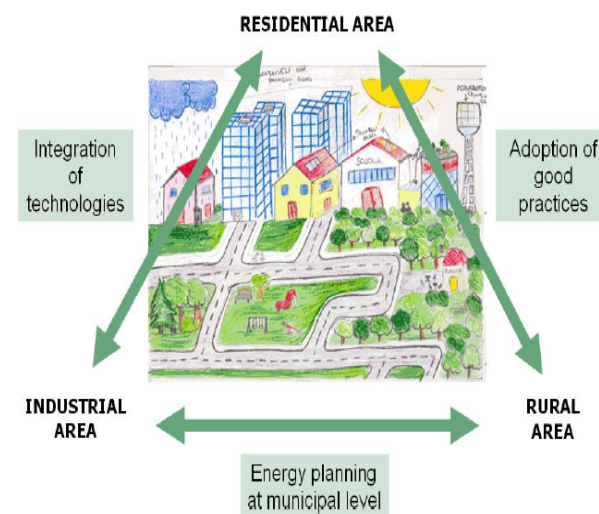 RESIDENTIAL AREA
Integration
of
technologies
Adoption of
good
practices
SCUOLA
INDUSTRIAL
AREA
RURAL
AREA
Energy planning
at municipal level